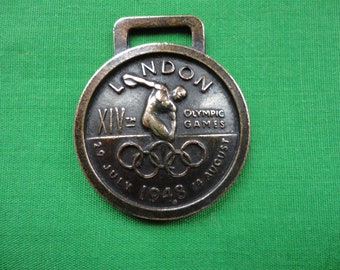 LONDON
XIVTH
OLYMPIC
GAMES
29 JULY 1948 14 AUGUST